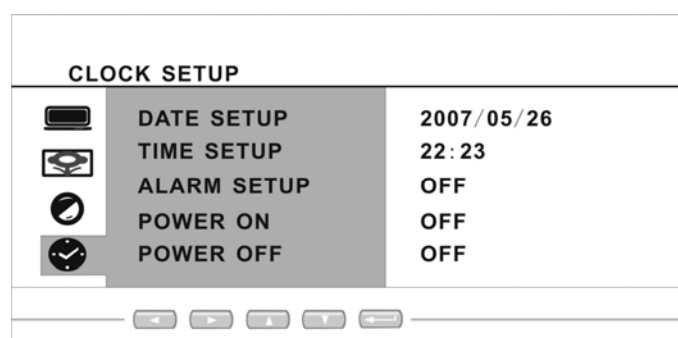 CLOCK SETUP
DATE SETUP 2007/05/26
TIME SETUP 22:23
ALARM SETUP OFF
POWER ON OFF
POWER OFF OFF